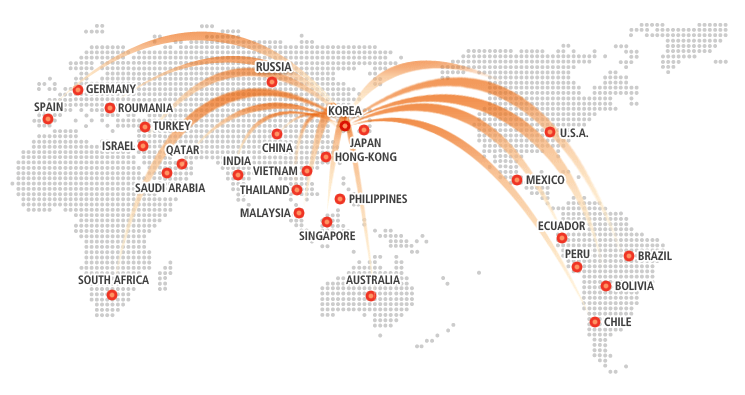 RUSSIA
GERMANY
SPAIN
ROUMANIA
KOREA
TURKEY
U.S.A.
ISRAEL
QATAR
CHINA
JAPAN
INDIA
HONG-KONG
VIETNAM
SAUDI ARABIA
THAILAND
MEXICO
PHILIPPINES
MALAYSIA
SINGAPORE
ECUADOR
PERU
BRAZIL
SOUTH AFRICA
AUSTRALIA
BOLIVIA
CHILE